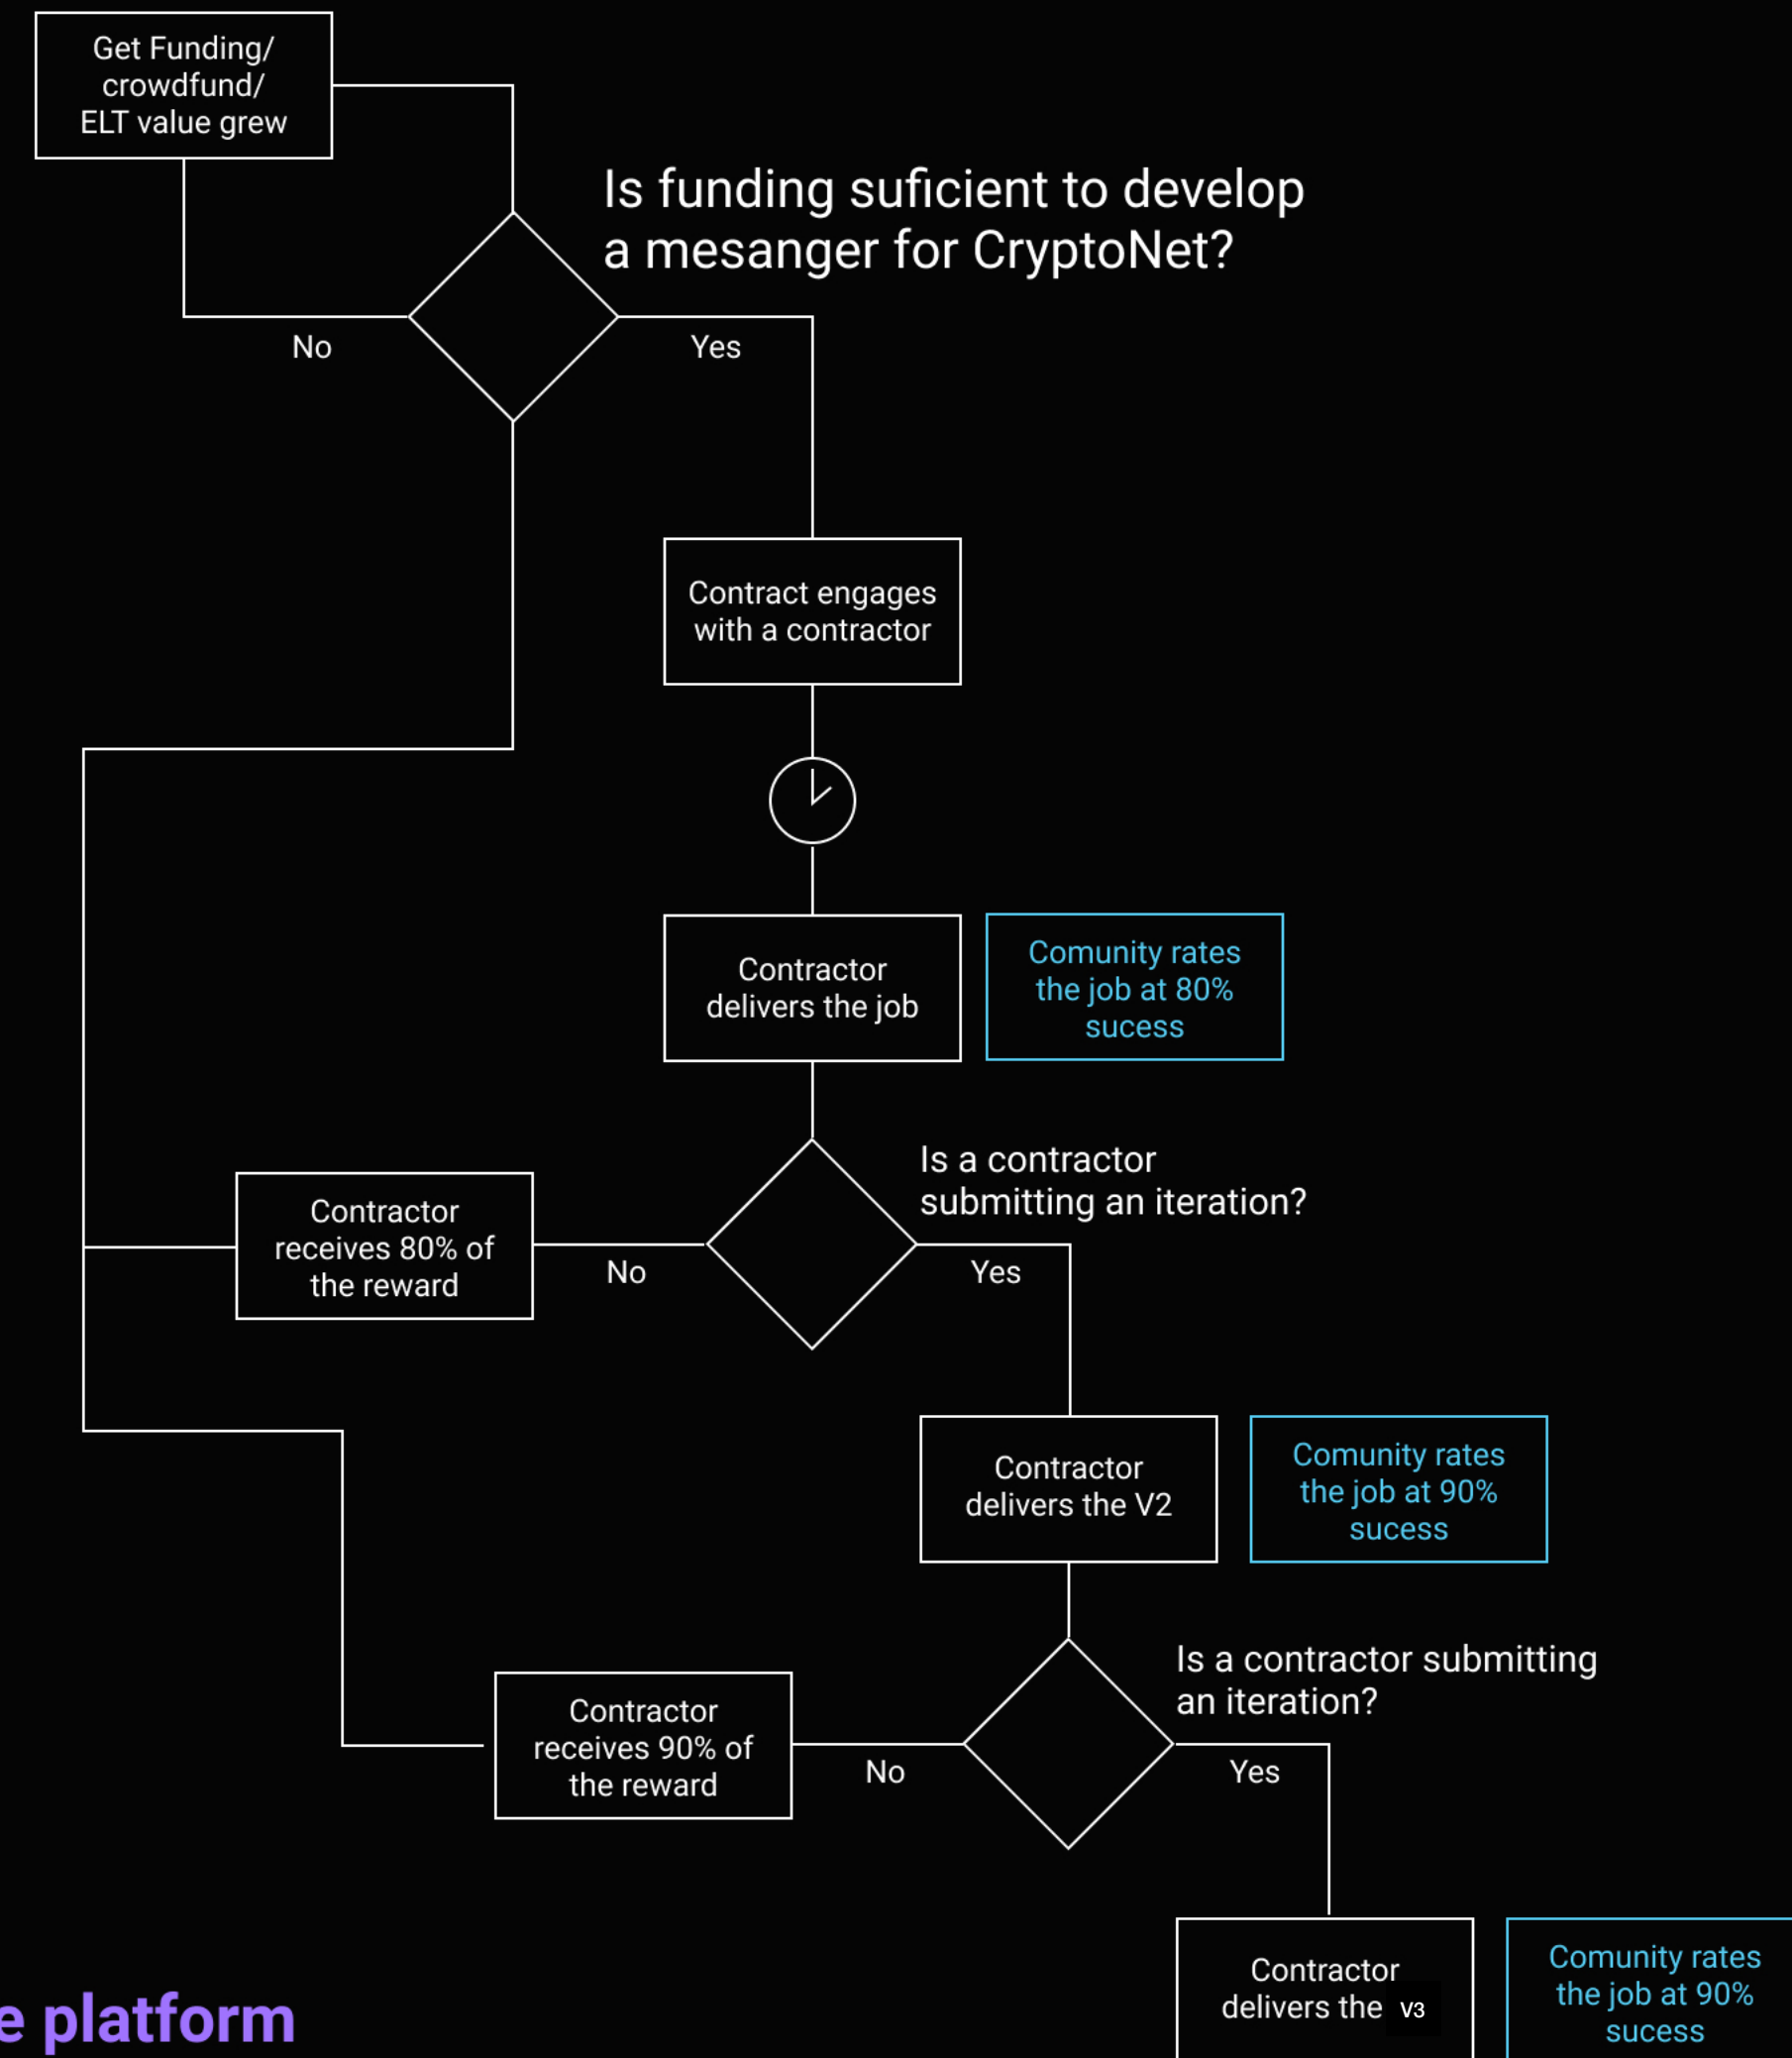 Get Funding/
crowdfund/
ELT value grew
Is funding suficient to develop
a mesanger for CryptoNet?
No
Yes
Contract engages
with a contractor
Contractor
delivers the job
Comunity rates
the job at 80%
sucess
Is a contractor
submitting an iteration?
Contractor
receives 80% of
the reward
No
Yes
Contractor
delivers the V2
Comunity rates
the job at 90%
sucess
Is a contractor submitting
an iteration?
Contractor
receives 90% of
the reward
No
Yes
Contractor
delivers the V3
Comunity rates
the job at 90%
sucess
e platform